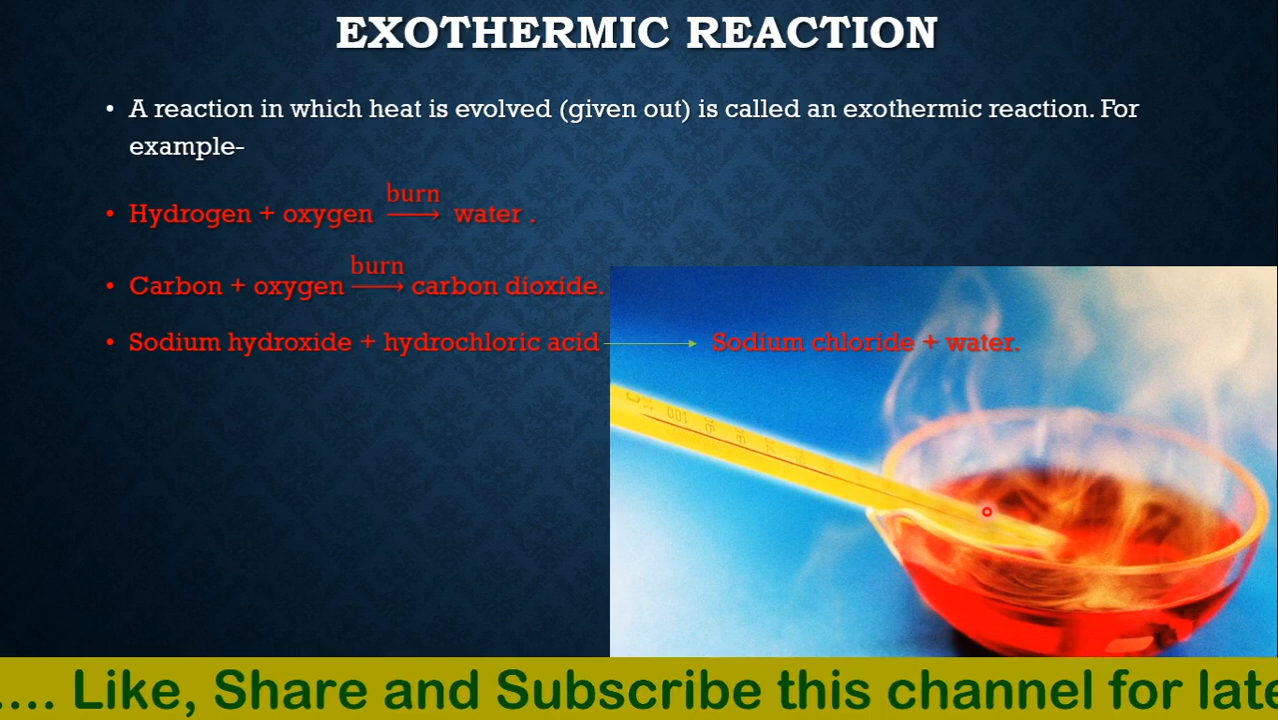 EXOTHERMIC REACTION
• A reaction in which heat is evolved (given out) is called an exothermic reaction. For
example-
• Hydrogen + oxygen burn⟶ water .
• Carbon + oxygen burn⟶ carbon dioxide.
• Sodium hydroxide + hydrochloric acid ⟶ Sodium chloride + water.
.... Like, Share and Subscribe this channel for late